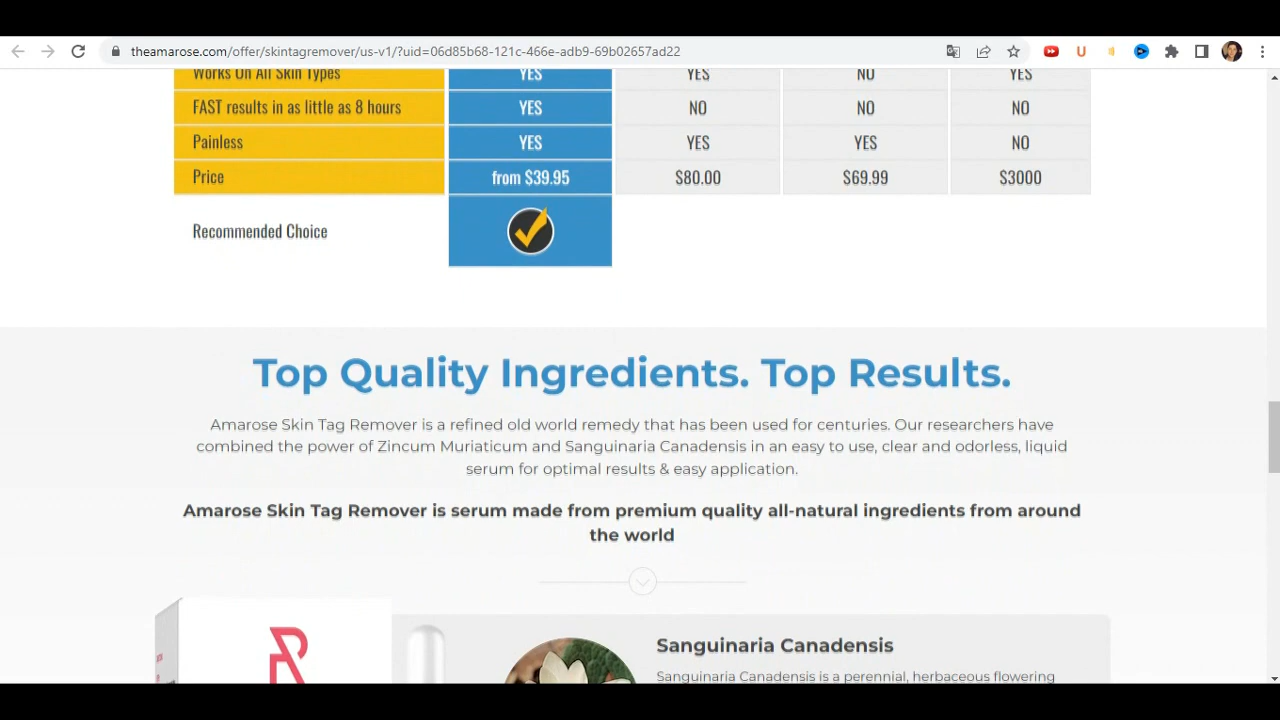 theamarose.com/offer/skintagremover/us-v1/?uid=06d85b68-121c-466e-adb9-69b02657ad22
U
Works On All Skin Types YES YES NO YES
FAST results in as little as 8 hours YES NO NO NO
Painless YES YES YES NO
Price from $39.95 $80.00 $69.99 $3000
Recommended Choice
Top Quality Ingredients. Top Results.
Amarose Skin Tag Remover is a refined old world remedy that has been used for centuries. Our researchers have
combined the power of Zincum Muriaticum and Sanguinaria Canadensis in an easy to use, clear and odorless, liquid
serum for optimal results & easy application.
Amarose Skin Tag Remover is serum made from premium quality all-natural ingredients from around
the world
Sanguinaria Canadensis
Sanguinaria Canadensis is a perennial, herbaceous flowering